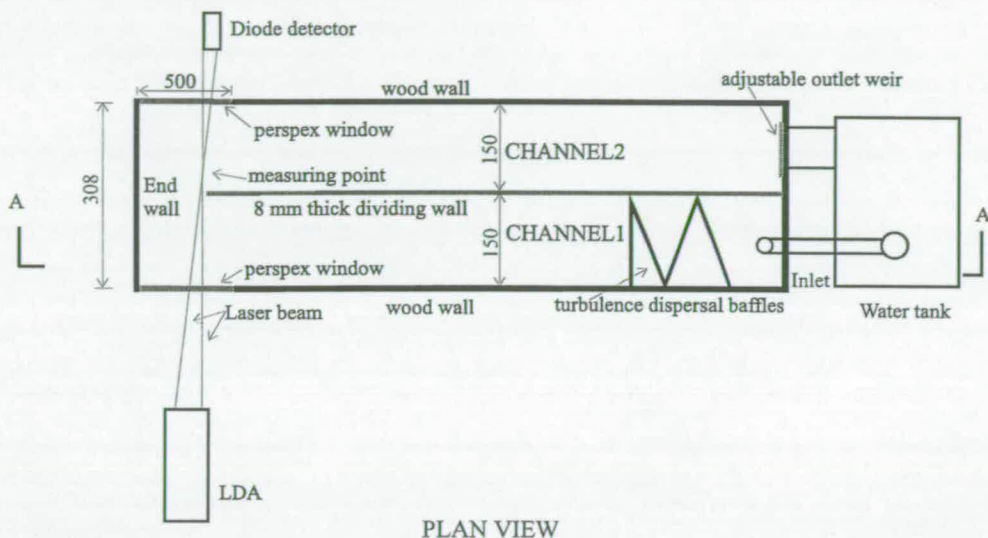 Diode detector
500
wood wall
adjustable outlet weir
perspex window
150
CHANNEL2
measuring point
308
End
wall
8 mm thick dividing wall
A
A
150
CHANNEL1
perspex window
Inlet
wood wall
turbulence dispersal baffles
Water tank
Laser beam
LDA
PLAN VIEW